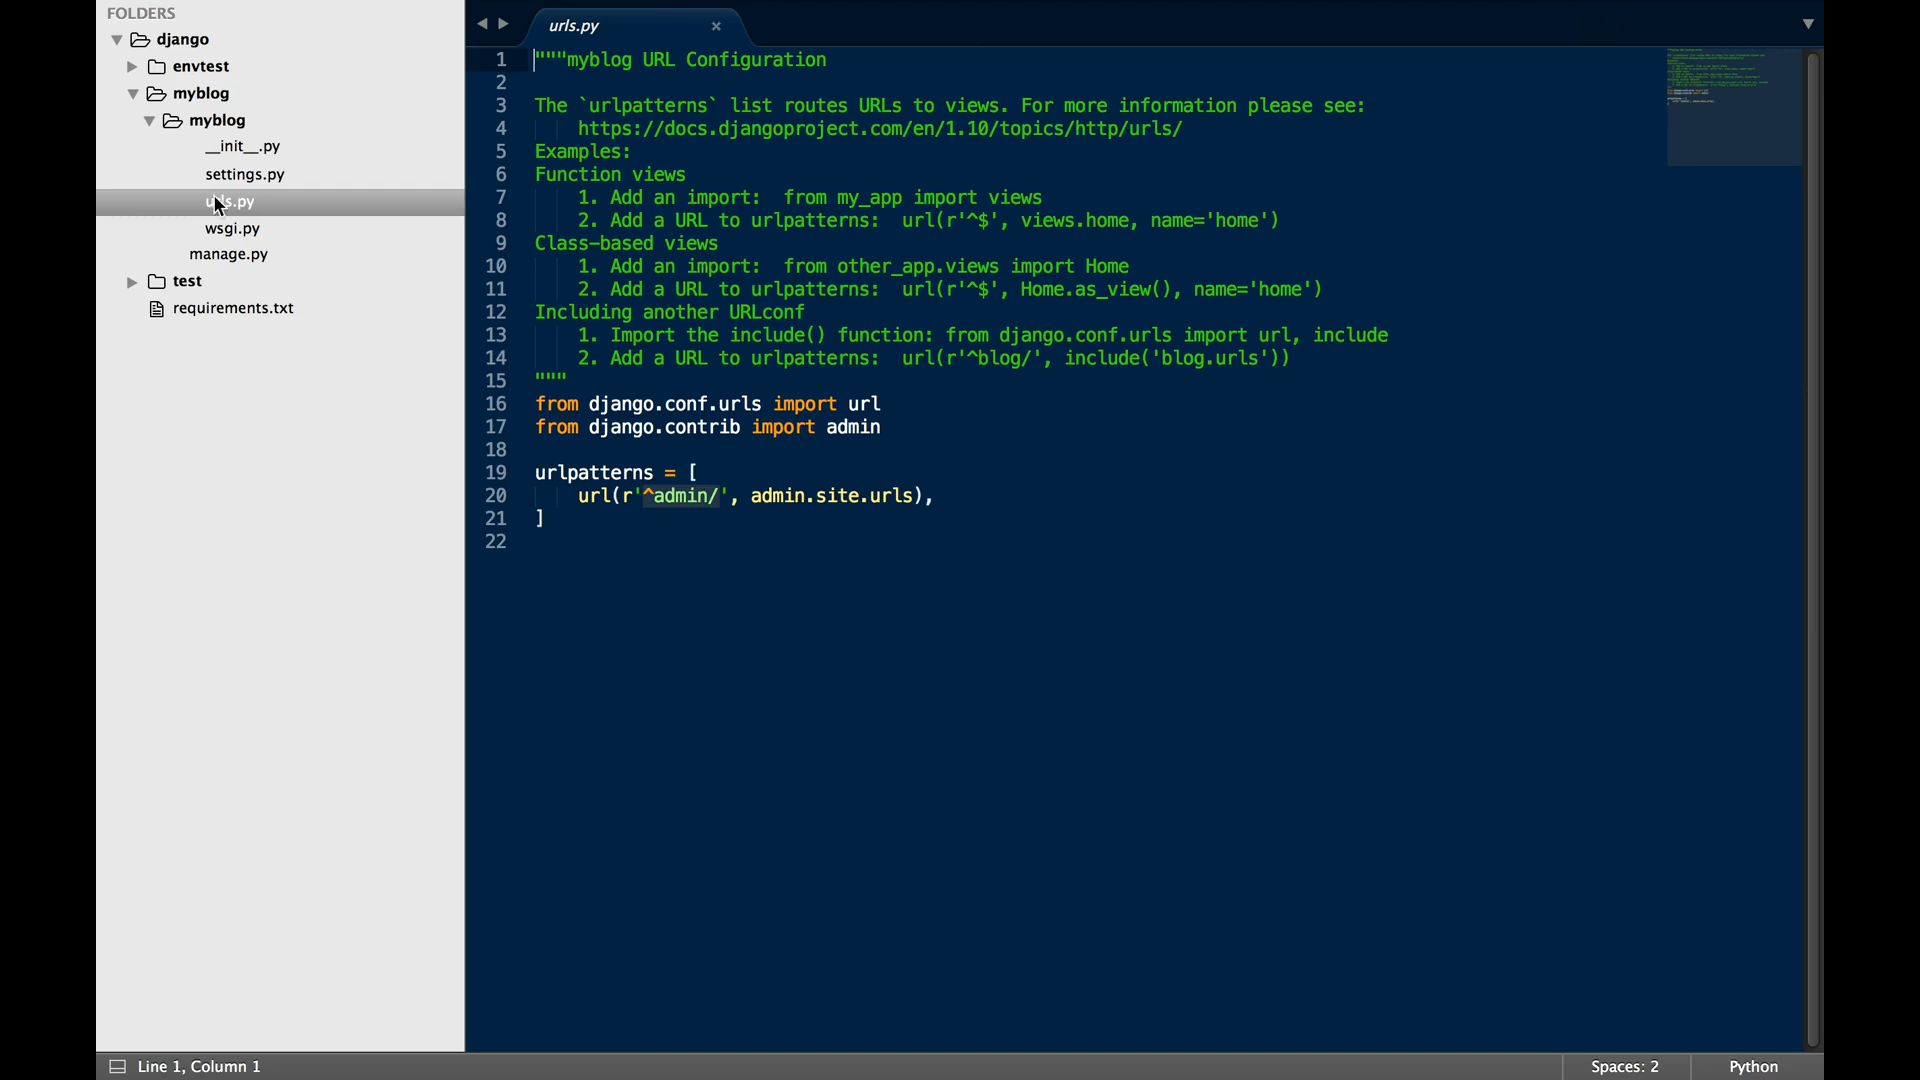 FOLDERS
django
envtest
myblog
myblog
__init__.py
settings.py
urls.py
wsgi.py
manage.py
test
requirements.txt
urls.py
1 """myblog URL Configuration
2
3 The `urlpatterns` list routes URLs to views. For more information please see:
4     https://docs.djangoproject.com/en/1.10/topics/http/urls/
5 Examples:
6 Function views
7     1. Add an import:  from my_app import views
8     2. Add a URL to urlpatterns:  url(r'^$', views.home, name='home')
9 Class-based views
10     1. Add an import:  from other_app.views import Home
11     2. Add a URL to urlpatterns:  url(r'^$', Home.as_view(), name='home')
12 Including another URLconf
13     1. Import the include() function: from django.conf.urls import url, include
14     2. Add a URL to urlpatterns:  url(r'^blog/', include('blog.urls'))
15 """
16 from django.conf.urls import url
17 from django.contrib import admin
18
19 urlpatterns = [
20     url(r'^admin/', admin.site.urls),
21 ]
22
Line 1, Column 1
Spaces: 2
Python